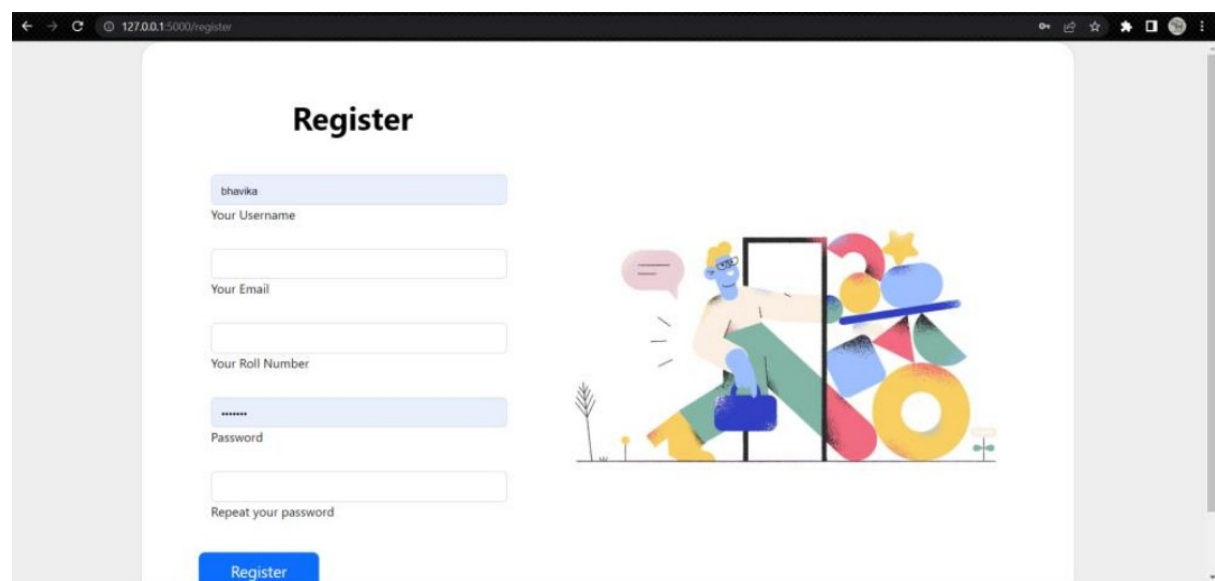 127.0.0.1:5000/register
Register
bhavika
Your Username
Your Email
Your Roll Number
•••••••
Password
Repeat your password
Register